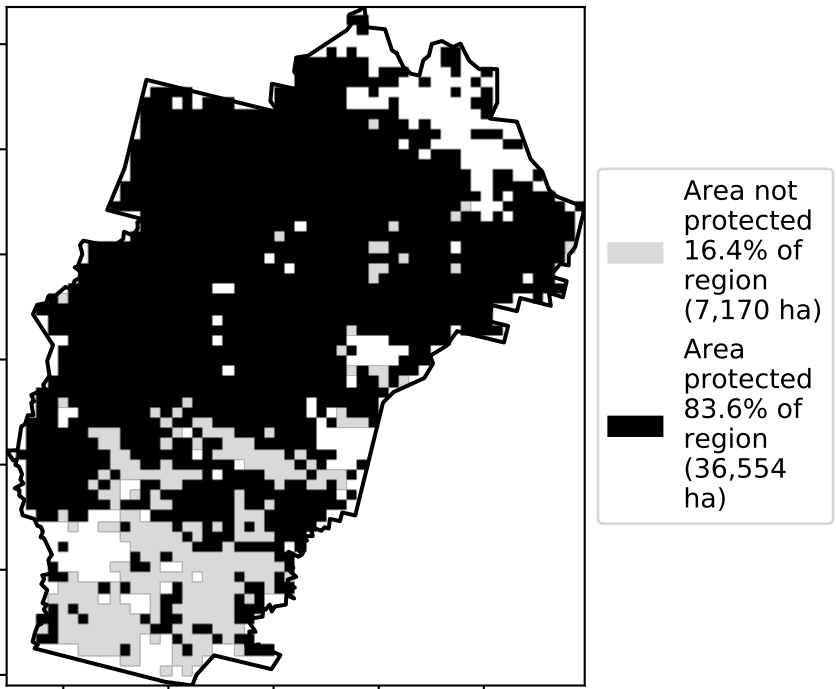 Area not
protected
16.4% of
region
(7,170 ha)
Area
protected
83.6% of
region
(36,554
ha)